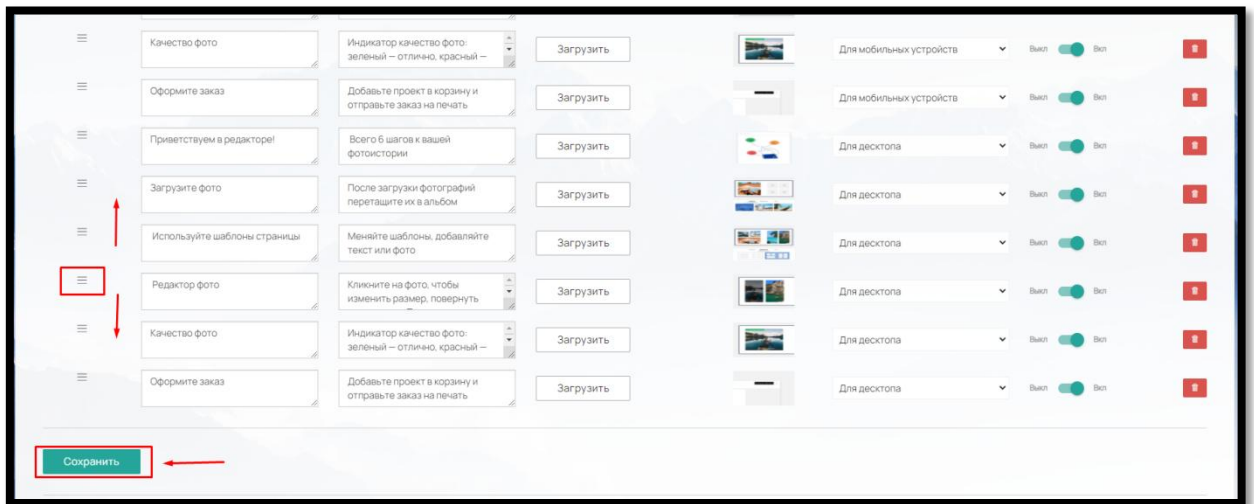 Качество фото
Индикатор качество фото:
зеленый — отлично, красный —
Загрузить
Для мобильных устройств
Выкл
Вкл
Оформите заказ
Добавьте проект в корзину и
отправьте заказ на печать
Загрузить
Для мобильных устройств
Выкл
Вкл
Приветствуем в редакторе!
Всего 6 шагов к вашей
фотоистории
Загрузить
Для десктопа
Выкл
Вкл
Загрузите фото
После загрузки фотографий
перетащите их в альбом
Загрузить
Для десктопа
Выкл
Вкл
Используйте шаблоны страницы
Меняйте шаблоны, добавляйте
текст или фото
Загрузить
Для десктопа
Выкл
Вкл
Редактор фото
Кликните на фото, чтобы
изменить размер, повернуть
Загрузить
Для десктопа
Выкл
Вкл
Качество фото
Индикатор качество фото:
зеленый — отлично, красный —
Загрузить
Для десктопа
Выкл
Вкл
Оформите заказ
Добавьте проект в корзину и
отправьте заказ на печать
Загрузить
Для десктопа
Выкл
Вкл
Сохранить